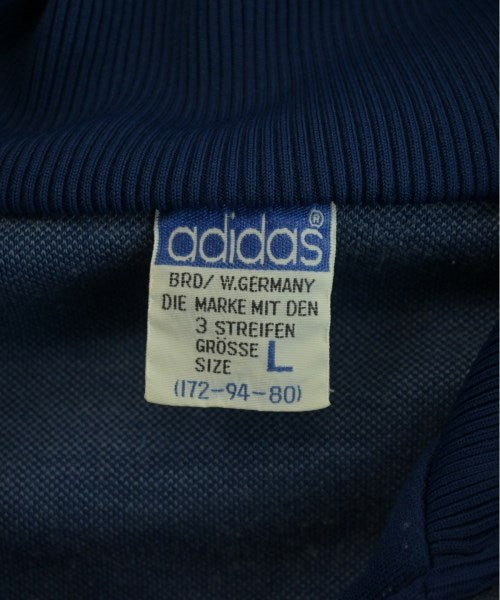 adidas®
BRD/ W.GERMANY
DIE MARKE MIT DEN
3 STREIFEN
GRÖSSE L
SIZE
(172-94-80)